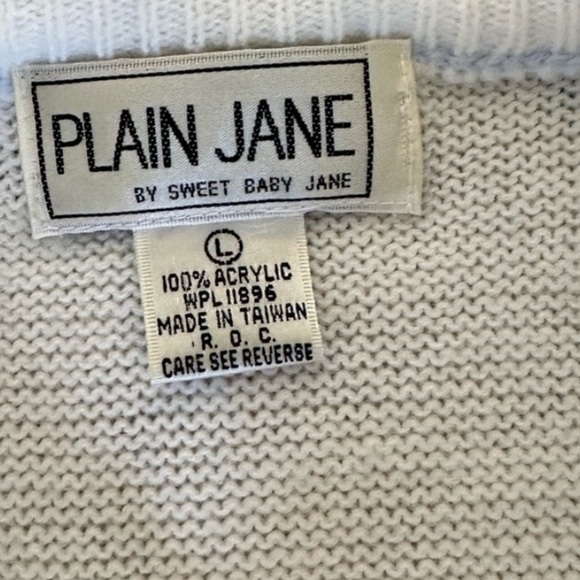 PLAIN JANE
BY SWEET BABY JANE
L
100% ACRYLIC
WPL 11896
MADE IN TAIWAN
R. O. C.
CARE SEE REVERSE